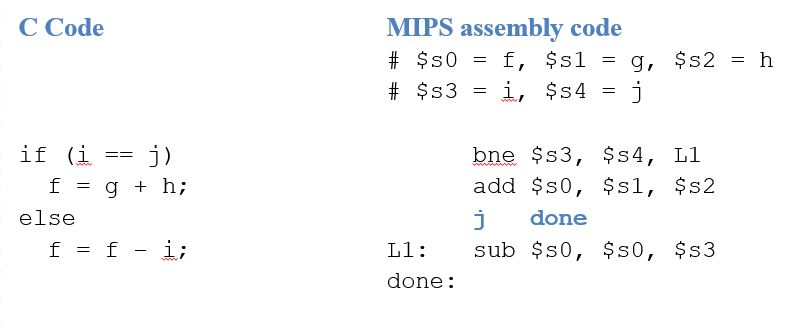 C Code
MIPS assembly code
# $s0 = f, $s1 = g, $s2 = h
# $s3 = i, $s4 = j
if (i == j)
f = g + h;
else
f = f - i;
bne $s3, $s4, L1
add $s0, $s1, $s2
j done
L1: sub $s0, $s0, $s3
done: